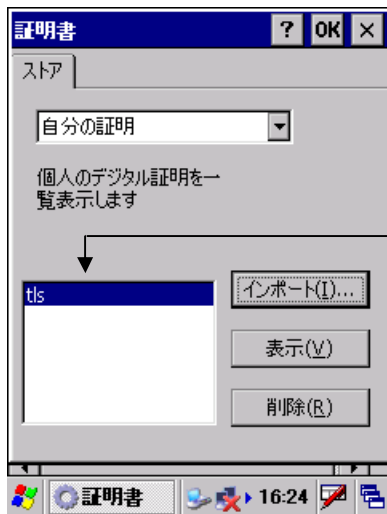 証明書 ? OK ×
ストア
自分の証明
個人のデジタル証明を一
覧表示します
tls
インポート(I)...
表示(V)
削除(R)
証明書 16:24